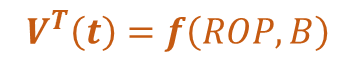 V^T(t) = f(ROP, B)